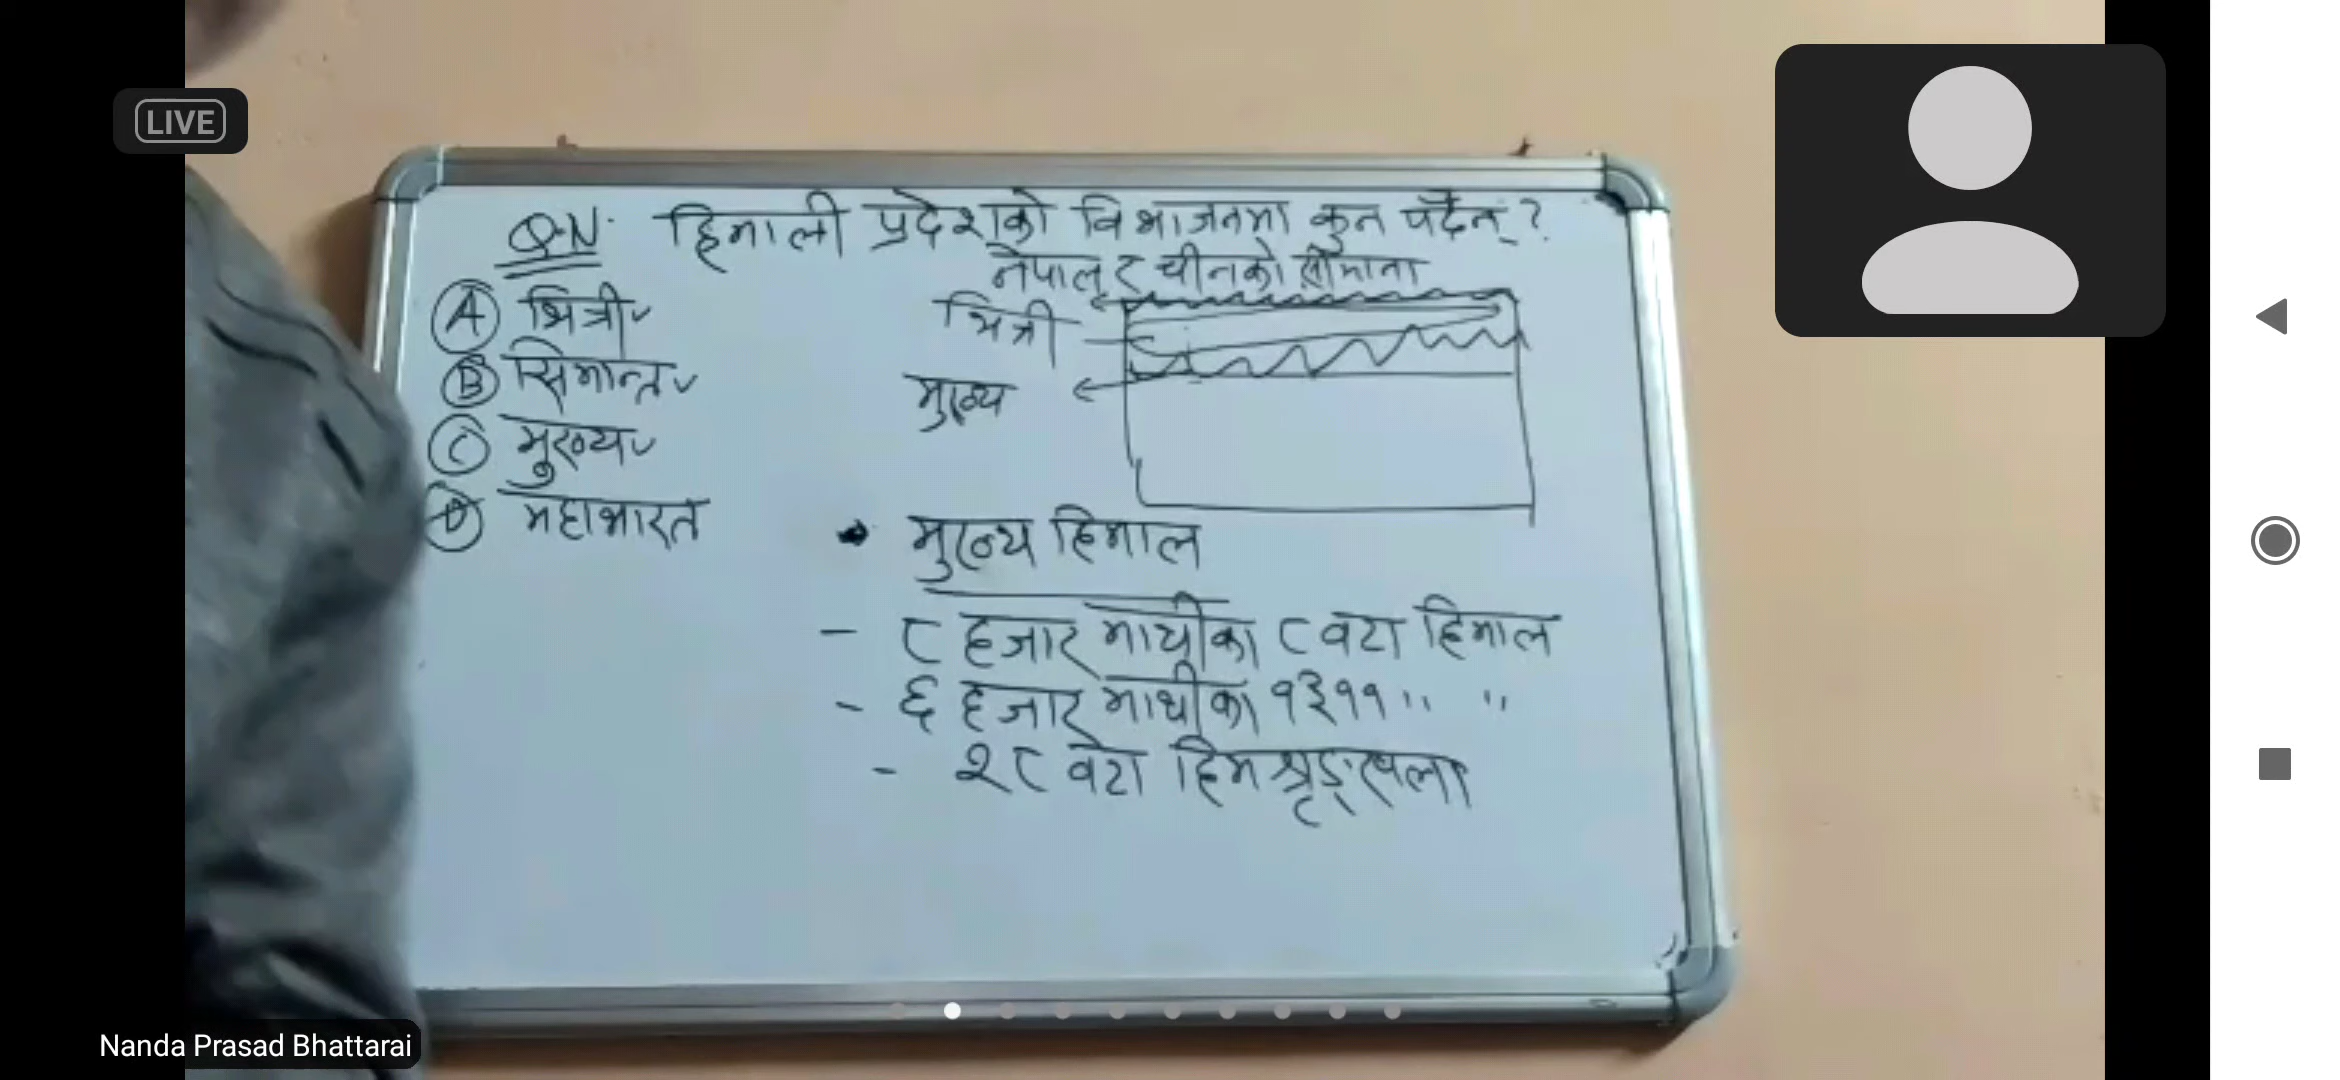 LIVE
Q.N. हिमाली प्रदेशको विभाजनमा कुन पर्दैन् ?
नेपाल र चीनको सीमाना
(A) भित्री ✓
(B) सिमान्त ✓
(C) मुख्य ✓
(D) महाभारत
भित्री
मुख्य
• मुख्य हिमाल
- ८ हजार माथीका ८ वटा हिमाल
- ६ हजार माथीका १३११ " "
- २८ वटा हिमश्रृङ्खला
Nanda Prasad Bhattarai